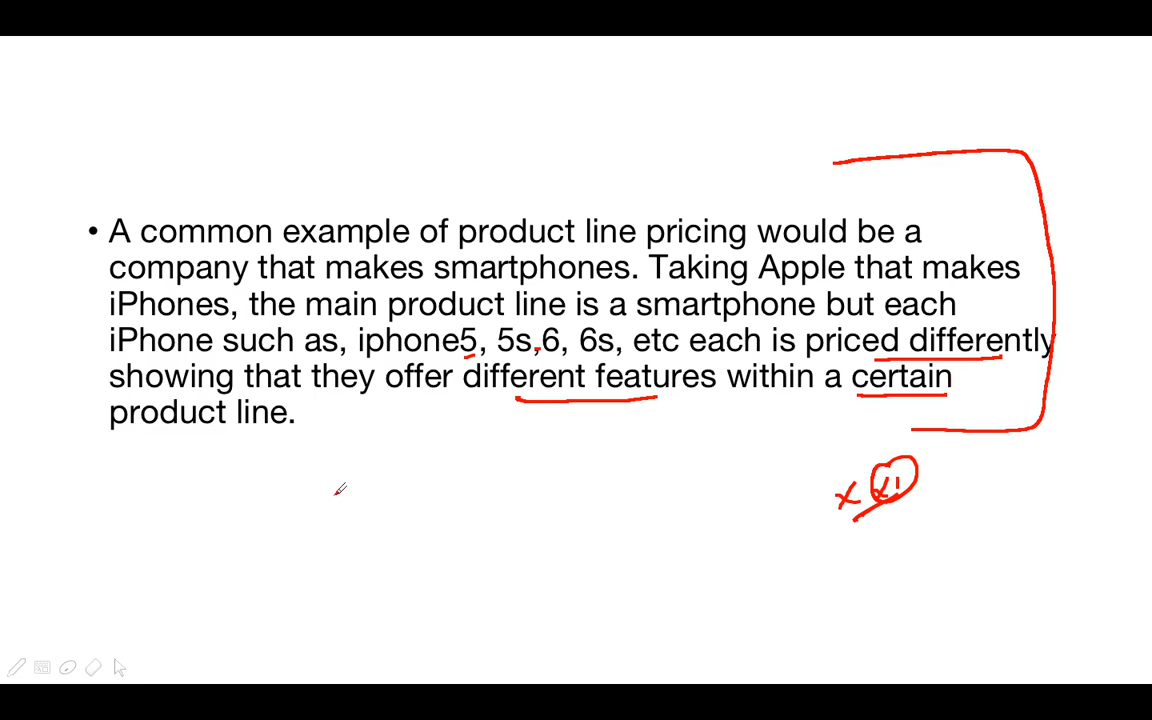 • A common example of product line pricing would be a
company that makes smartphones. Taking Apple that makes
iPhones, the main product line is a smartphone but each
iPhone such as, iphone5, 5s,6, 6s, etc each is priced differently
showing that they offer different features within a certain
product line.
x